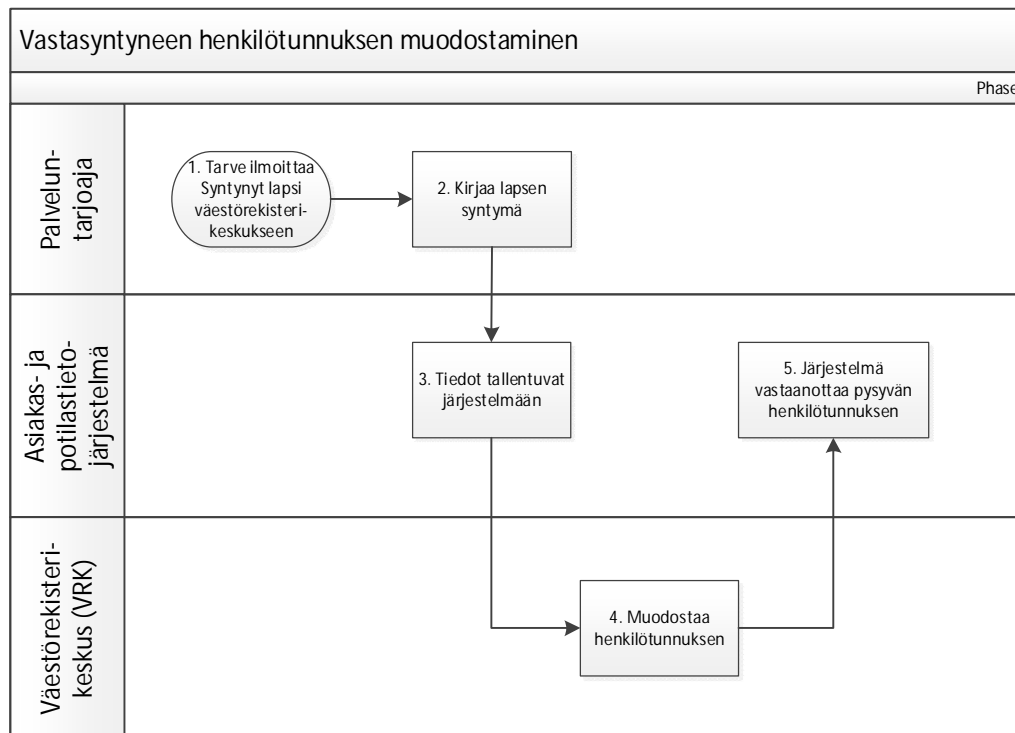 Vastasyntyneen henkilötunnuksen muodostaminen
Phase
Palvelun-
tarjoaja
1. Tarve ilmoittaa
Syntynyt lapsi
väestörekisteri-
keskukseen
2. Kirjaa lapsen
syntymä
Asiakas- ja
potilastieto-
järjestelmä
3. Tiedot tallentuvat
järjestelmään
5. Järjestelmä
vastaanottaa pysyvän
henkilötunnuksen
Väestörekisteri-
keskus (VRK)
4. Muodostaa
henkilötunnuksen